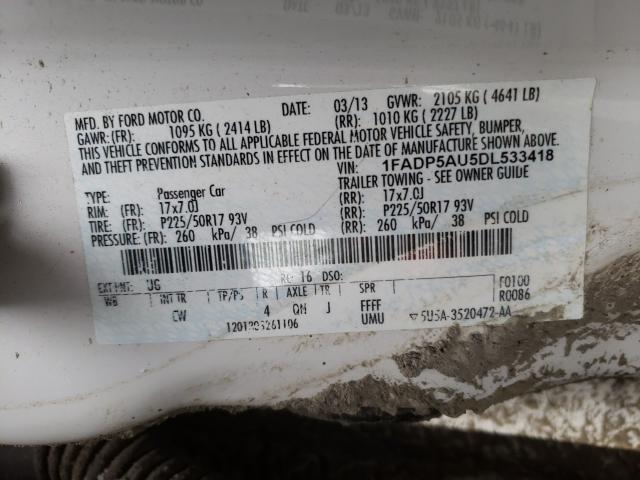 MFD. BY FORD MOTOR CO. DATE: 03/13 GVWR: 2105 KG ( 4641 LB)
GAWR: (FR): 1095 KG ( 2414 LB) (RR): 1010 KG ( 2227 LB)
THIS VEHICLE CONFORMS TO ALL APPLICABLE FEDERAL MOTOR VEHICLE SAFETY, BUMPER,
AND THEFT PREVENTION STANDARDS IN EFFECT ON THE DATE OF MANUFACTURE SHOWN ABOVE.
VIN: 1FADP5AU5DL533418
TYPE: Passenger Car TRAILER TOWING - SEE OWNER GUIDE
RIM: (FR): 17x7.0J (RR): 17x7.0J
TIRE: (FR): P225/50R17 93V (RR): P225/50R17 93V
PRESSURE: (FR): 260 kPa/ 38 PSI COLD (RR): 260 kPa/ 38 PSI COLD
EXT PNT: UG RC: 16 DSO: F0100
WB INT TR TP/PS R AXLE TR SPR R0086
CW 4 QN J FFFF
UMU 5U5A-3520472-AA